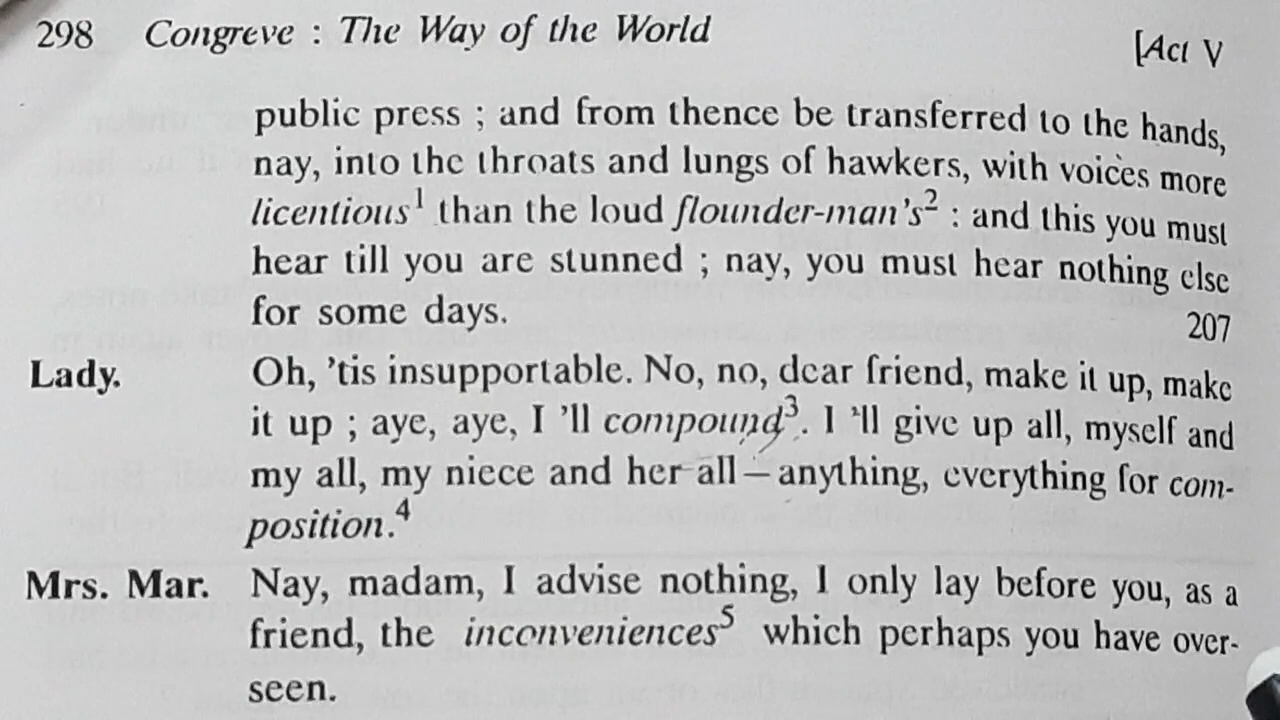 298 Congreve : The Way of the World [Act V
public press ; and from thence be transferred to the hands,
nay, into the throats and lungs of hawkers, with voices more
licentious¹ than the loud flounder-man's² : and this you must
hear till you are stunned ; nay, you must hear nothing else
for some days. 207
Lady. Oh, 'tis insupportable. No, no, dear friend, make it up, make
it up ; aye, aye, I 'll compound³. I 'll give up all, myself and
my all, my niece and her all—anything, everything for com-
position.⁴
Mrs. Mar. Nay, madam, I advise nothing, I only lay before you, as a
friend, the inconveniences⁵ which perhaps you have over-
seen.